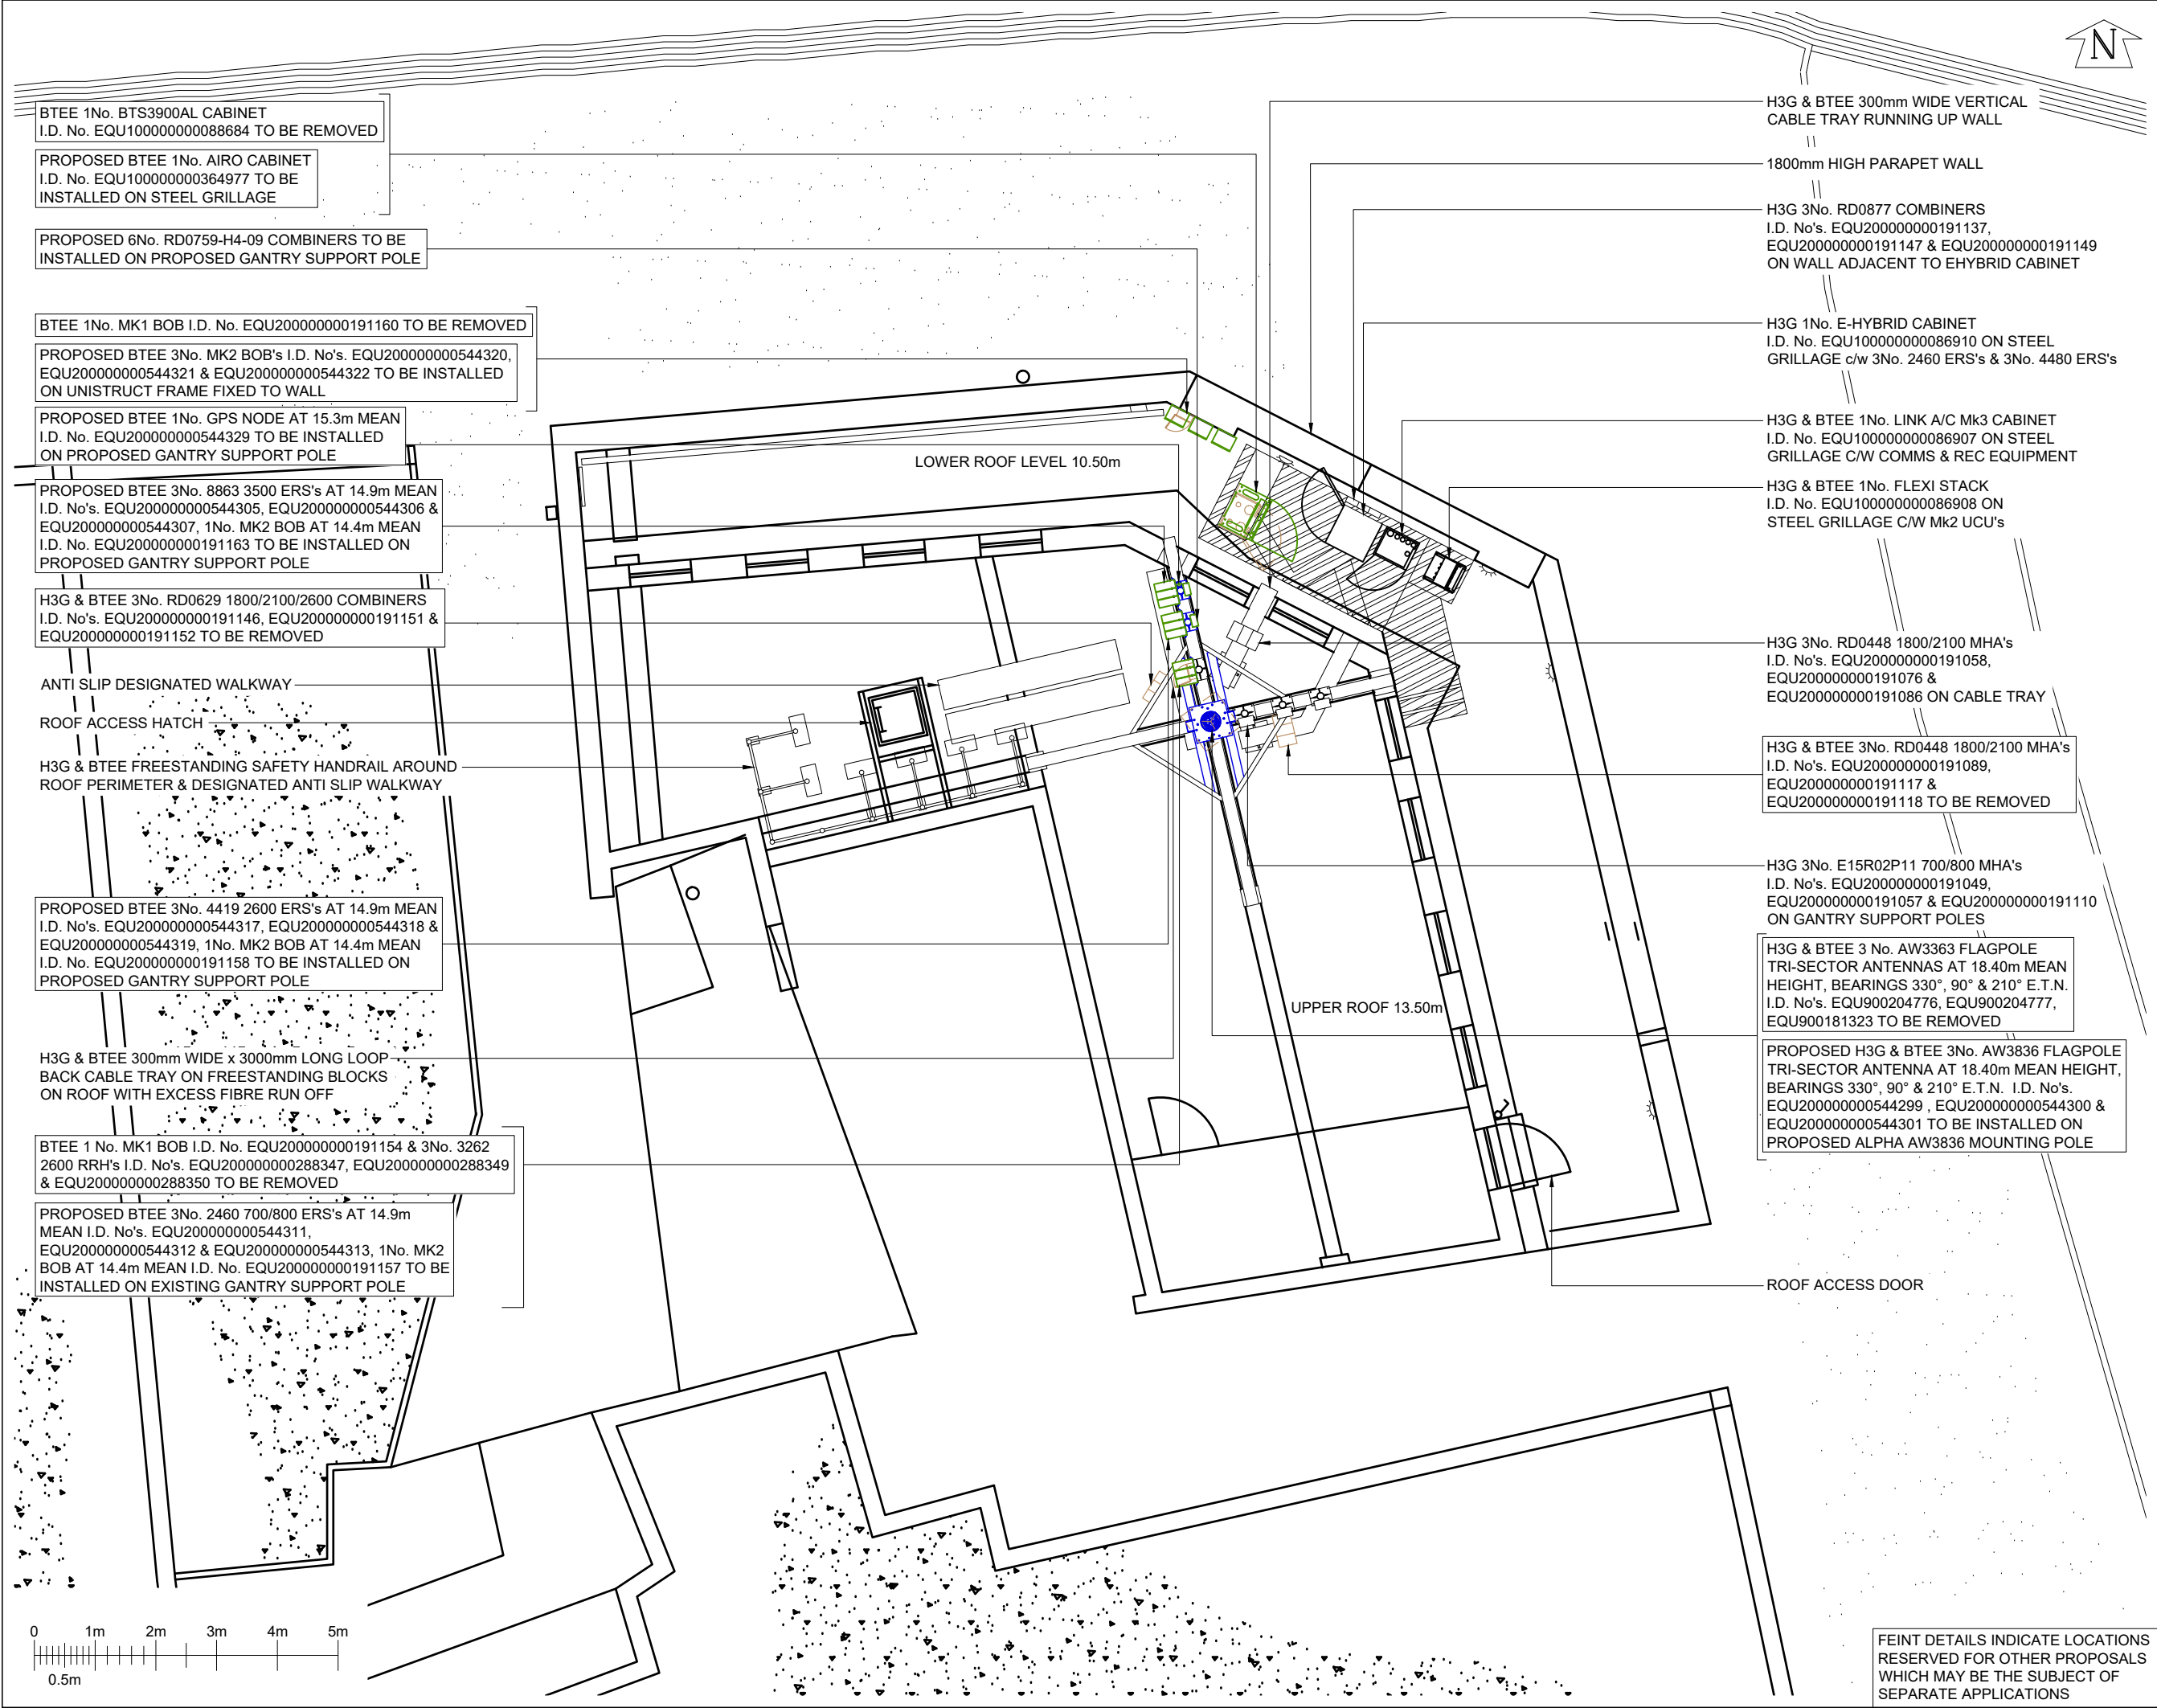 BTEE 1No. BTS3900AL CABINET
I.D. No. EQU100000000088684 TO BE REMOVED
PROPOSED BTEE 1No. AIRO CABINET
I.D. No. EQU100000000364977 TO BE
INSTALLED ON STEEL GRILLAGE
PROPOSED 6No. RD0759-H4-09 COMBINERS TO BE
INSTALLED ON PROPOSED GANTRY SUPPORT POLE
BTEE 1No. MK1 BOB I.D. No. EQU200000000191160 TO BE REMOVED
PROPOSED BTEE 3No. MK2 BOB's I.D. No's. EQU200000000544320,
EQU200000000544321 & EQU200000000544322 TO BE INSTALLED
ON UNISTRUCT FRAME FIXED TO WALL
PROPOSED BTEE 1No. GPS NODE AT 15.3m MEAN
I.D. No. EQU200000000544329 TO BE INSTALLED
ON PROPOSED GANTRY SUPPORT POLE
PROPOSED BTEE 3No. 8863 3500 ERS's AT 14.9m MEAN
I.D. No's. EQU200000000544305, EQU200000000544306 &
EQU200000000544307, 1No. MK2 BOB AT 14.4m MEAN
I.D. No. EQU200000000191163 TO BE INSTALLED ON
PROPOSED GANTRY SUPPORT POLE
H3G & BTEE 3No. RD0629 1800/2100/2600 COMBINERS
I.D. No's. EQU200000000191146, EQU200000000191151 &
EQU200000000191152 TO BE REMOVED
ANTI SLIP DESIGNATED WALKWAY
ROOF ACCESS HATCH
H3G & BTEE FREESTANDING SAFETY HANDRAIL AROUND
ROOF PERIMETER & DESIGNATED ANTI SLIP WALKWAY
PROPOSED BTEE 3No. 4419 2600 ERS's AT 14.9m MEAN
I.D. No's. EQU200000000544317, EQU200000000544318 &
EQU200000000544319, 1No. MK2 BOB AT 14.4m MEAN
I.D. No. EQU200000000191158 TO BE INSTALLED ON
PROPOSED GANTRY SUPPORT POLE
H3G & BTEE 300mm WIDE x 3000mm LONG LOOP
BACK CABLE TRAY ON FREESTANDING BLOCKS
ON ROOF WITH EXCESS FIBRE RUN OFF
BTEE 1 No. MK1 BOB I.D. No. EQU200000000191154 & 3No. 3262
2600 RRH's I.D. No's. EQU200000000288347, EQU200000000288349
& EQU200000000288350 TO BE REMOVED
PROPOSED BTEE 3No. 2460 700/800 ERS's AT 14.9m
MEAN I.D. No's. EQU200000000544311,
EQU200000000544312 & EQU200000000544313, 1No. MK2
BOB AT 14.4m MEAN I.D. No. EQU200000000191157 TO BE
INSTALLED ON EXISTING GANTRY SUPPORT POLE
0 1m 2m 3m 4m 5m
0.5m
LOWER ROOF LEVEL 10.50m
UPPER ROOF 13.50m
N
H3G & BTEE 300mm WIDE VERTICAL
CABLE TRAY RUNNING UP WALL
1800mm HIGH PARAPET WALL
H3G 3No. RD0877 COMBINERS
I.D. No's. EQU200000000191137,
EQU200000000191147 & EQU200000000191149
ON WALL ADJACENT TO EHYBRID CABINET
H3G 1No. E-HYBRID CABINET
I.D. No. EQU100000000086910 ON STEEL
GRILLAGE c/w 3No. 2460 ERS's & 3No. 4480 ERS's
H3G & BTEE 1No. LINK A/C Mk3 CABINET
I.D. No. EQU100000000086907 ON STEEL
GRILLAGE C/W COMMS & REC EQUIPMENT
H3G & BTEE 1No. FLEXI STACK
I.D. No. EQU100000000086908 ON
STEEL GRILLAGE C/W Mk2 UCU's
H3G 3No. RD0448 1800/2100 MHA's
I.D. No's. EQU200000000191058,
EQU200000000191076 &
EQU200000000191086 ON CABLE TRAY
H3G & BTEE 3No. RD0448 1800/2100 MHA's
I.D. No's. EQU200000000191089,
EQU200000000191117 &
EQU200000000191118 TO BE REMOVED
H3G 3No. E15R02P11 700/800 MHA's
I.D. No's. EQU200000000191049,
EQU200000000191057 & EQU200000000191110
ON GANTRY SUPPORT POLES
H3G & BTEE 3 No. AW3363 FLAGPOLE
TRI-SECTOR ANTENNAS AT 18.40m MEAN
HEIGHT, BEARINGS 330°, 90° & 210° E.T.N.
I.D. No's. EQU900204776, EQU900204777,
EQU900181323 TO BE REMOVED
PROPOSED H3G & BTEE 3No. AW3836 FLAGPOLE
TRI-SECTOR ANTENNA AT 18.40m MEAN HEIGHT,
BEARINGS 330°, 90° & 210° E.T.N. I.D. No's.
EQU200000000544299 , EQU200000000544300 &
EQU200000000544301 TO BE INSTALLED ON
PROPOSED ALPHA AW3836 MOUNTING POLE
ROOF ACCESS DOOR
FEINT DETAILS INDICATE LOCATIONS
RESERVED FOR OTHER PROPOSALS
WHICH MAY BE THE SUBJECT OF
SEPARATE APPLICATIONS